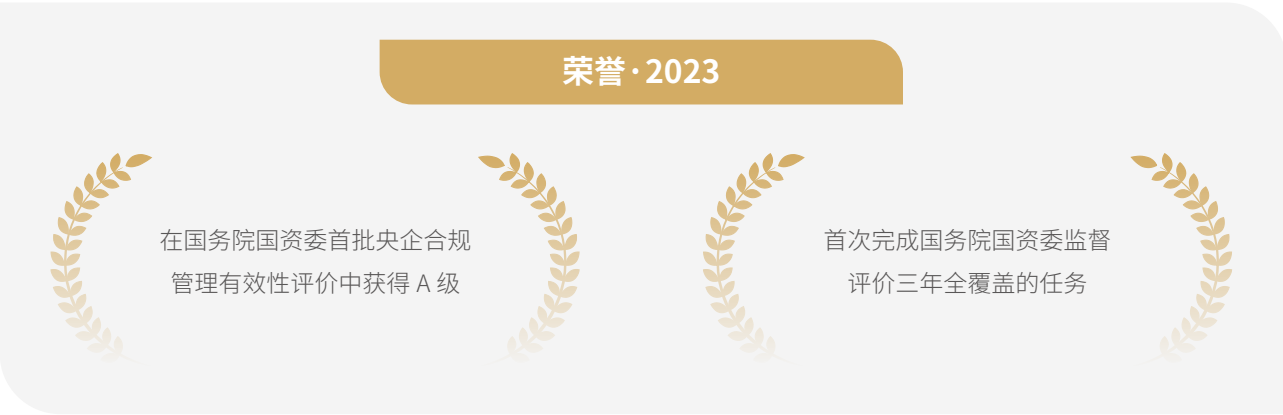 荣誉·2023
在国务院国资委首批央企合规
管理有效性评价中获得 A 级
首次完成国务院国资委监督
评价三年全覆盖的任务